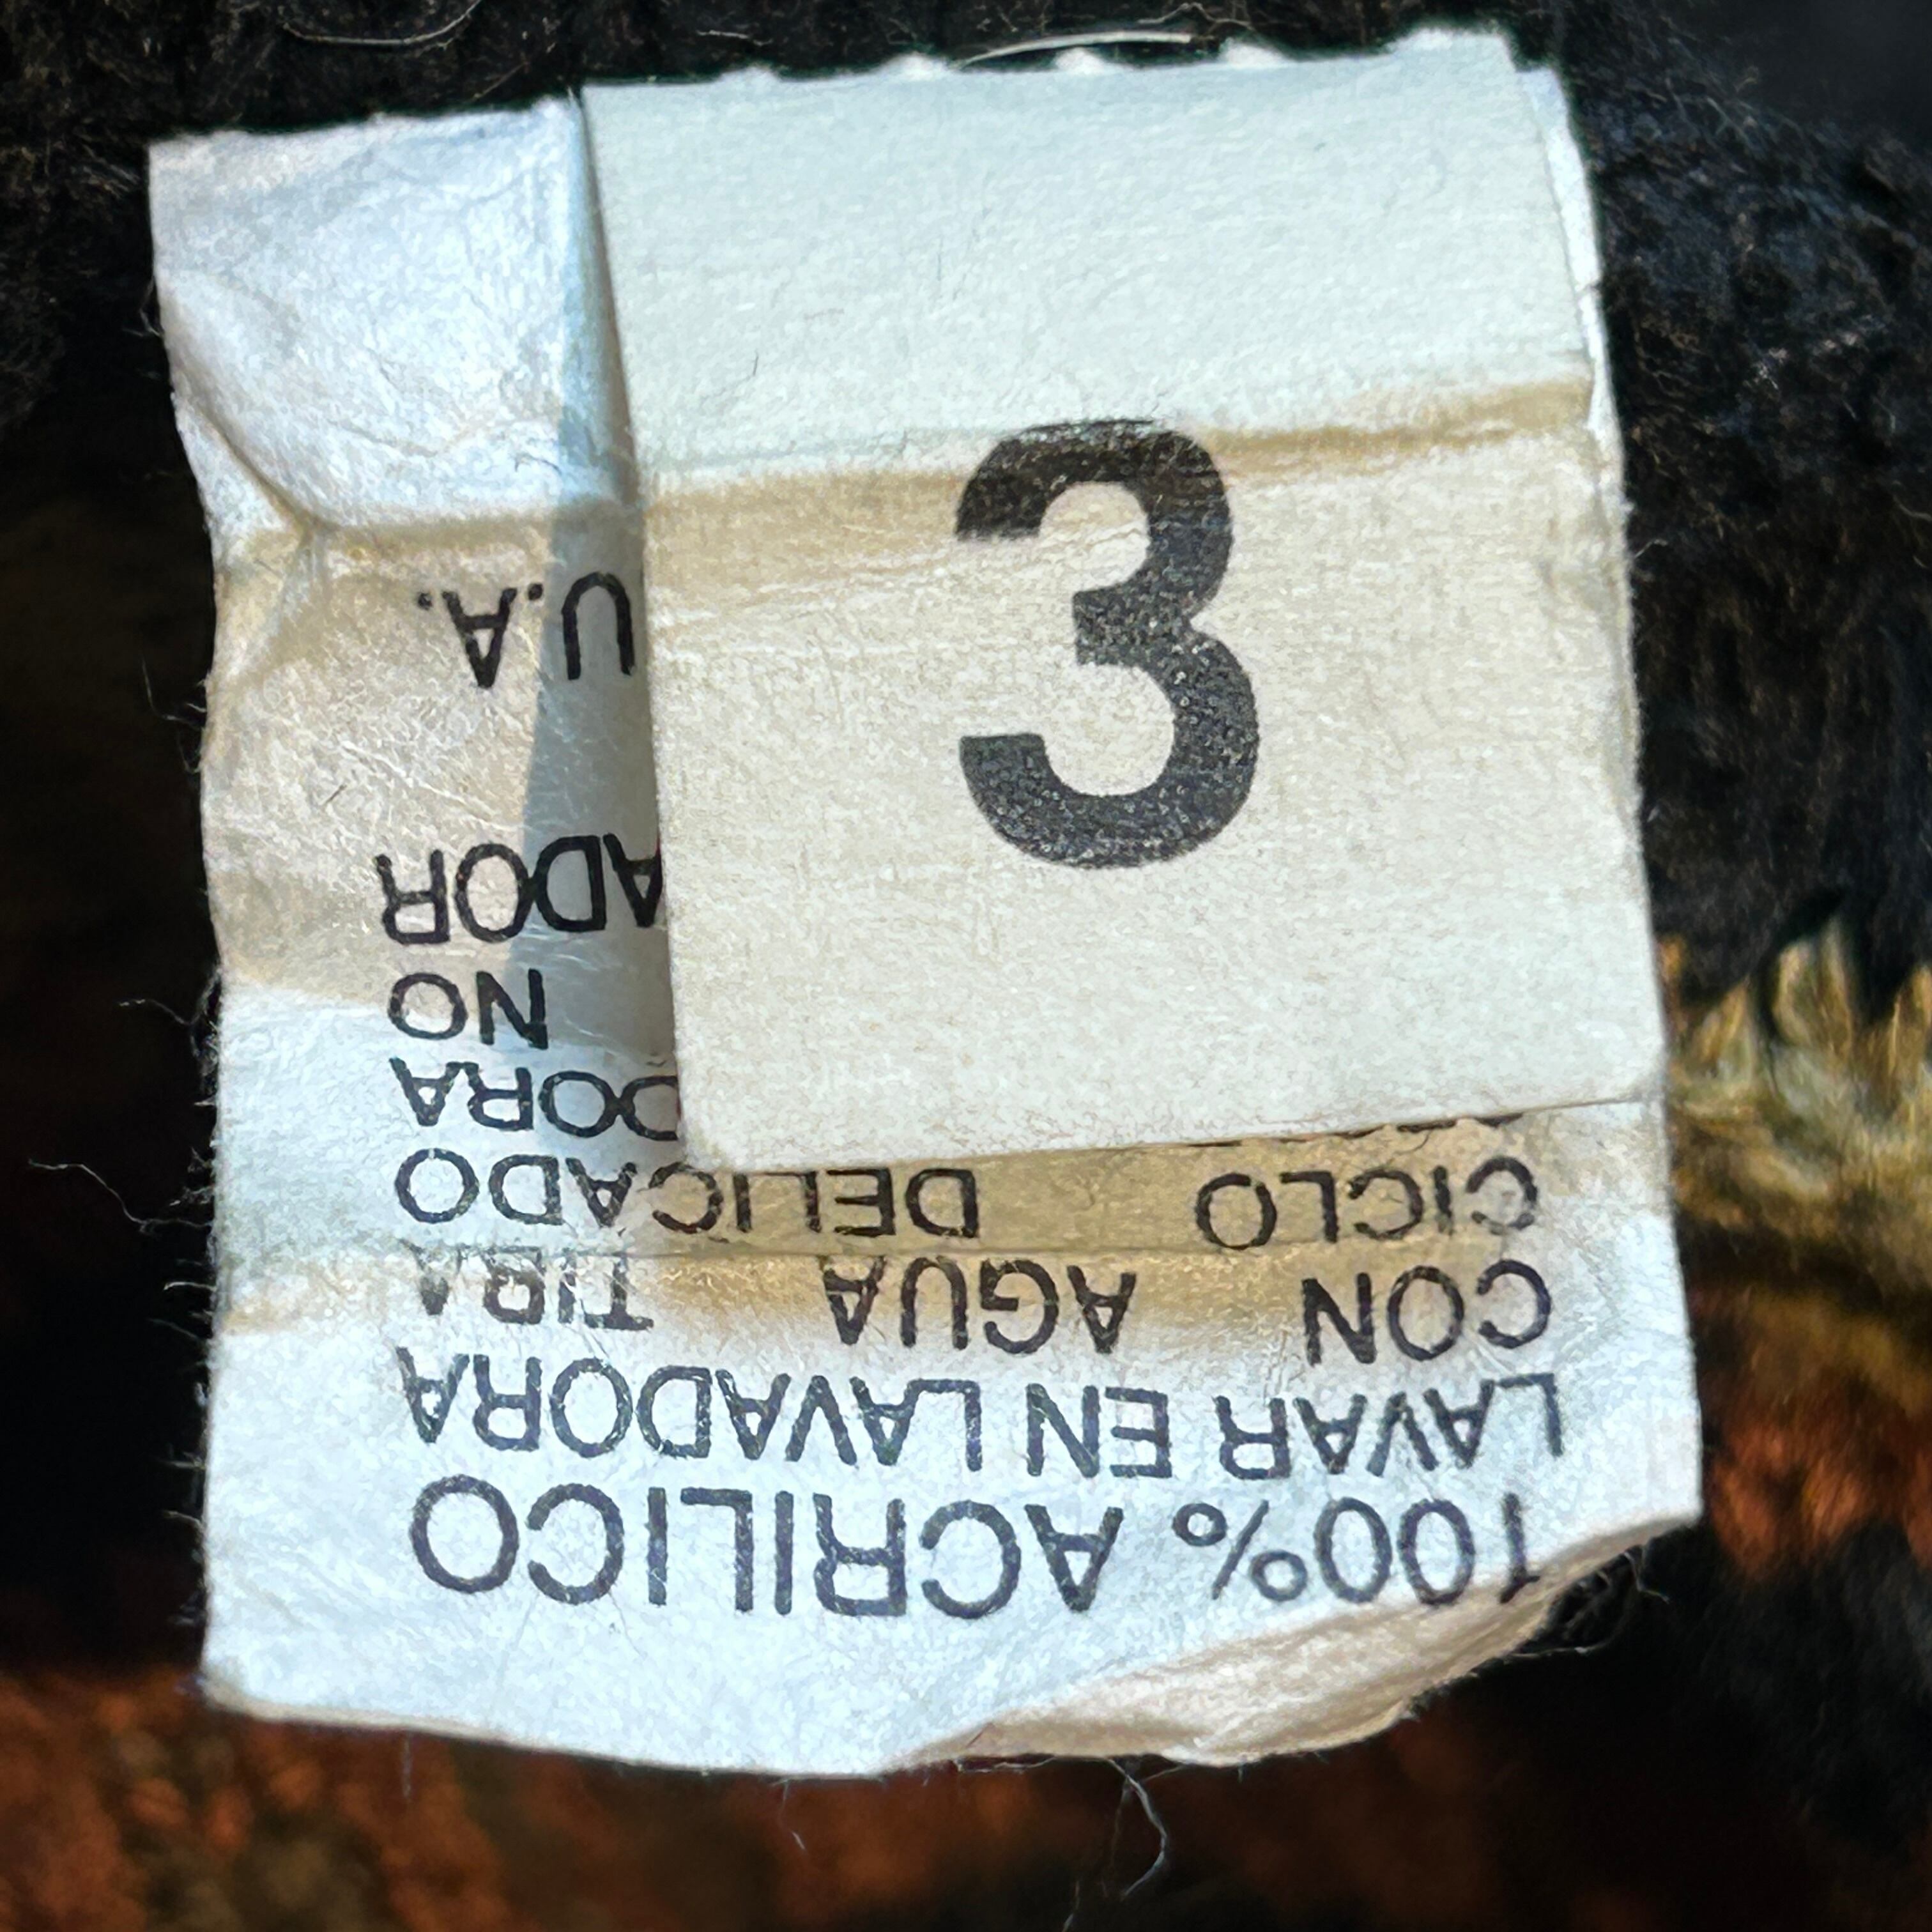 3
100% ACRILICO
LAVAR EN LAVADORA
CON AGUA TIBIA
CICLO DELICADO
NO
U.A.